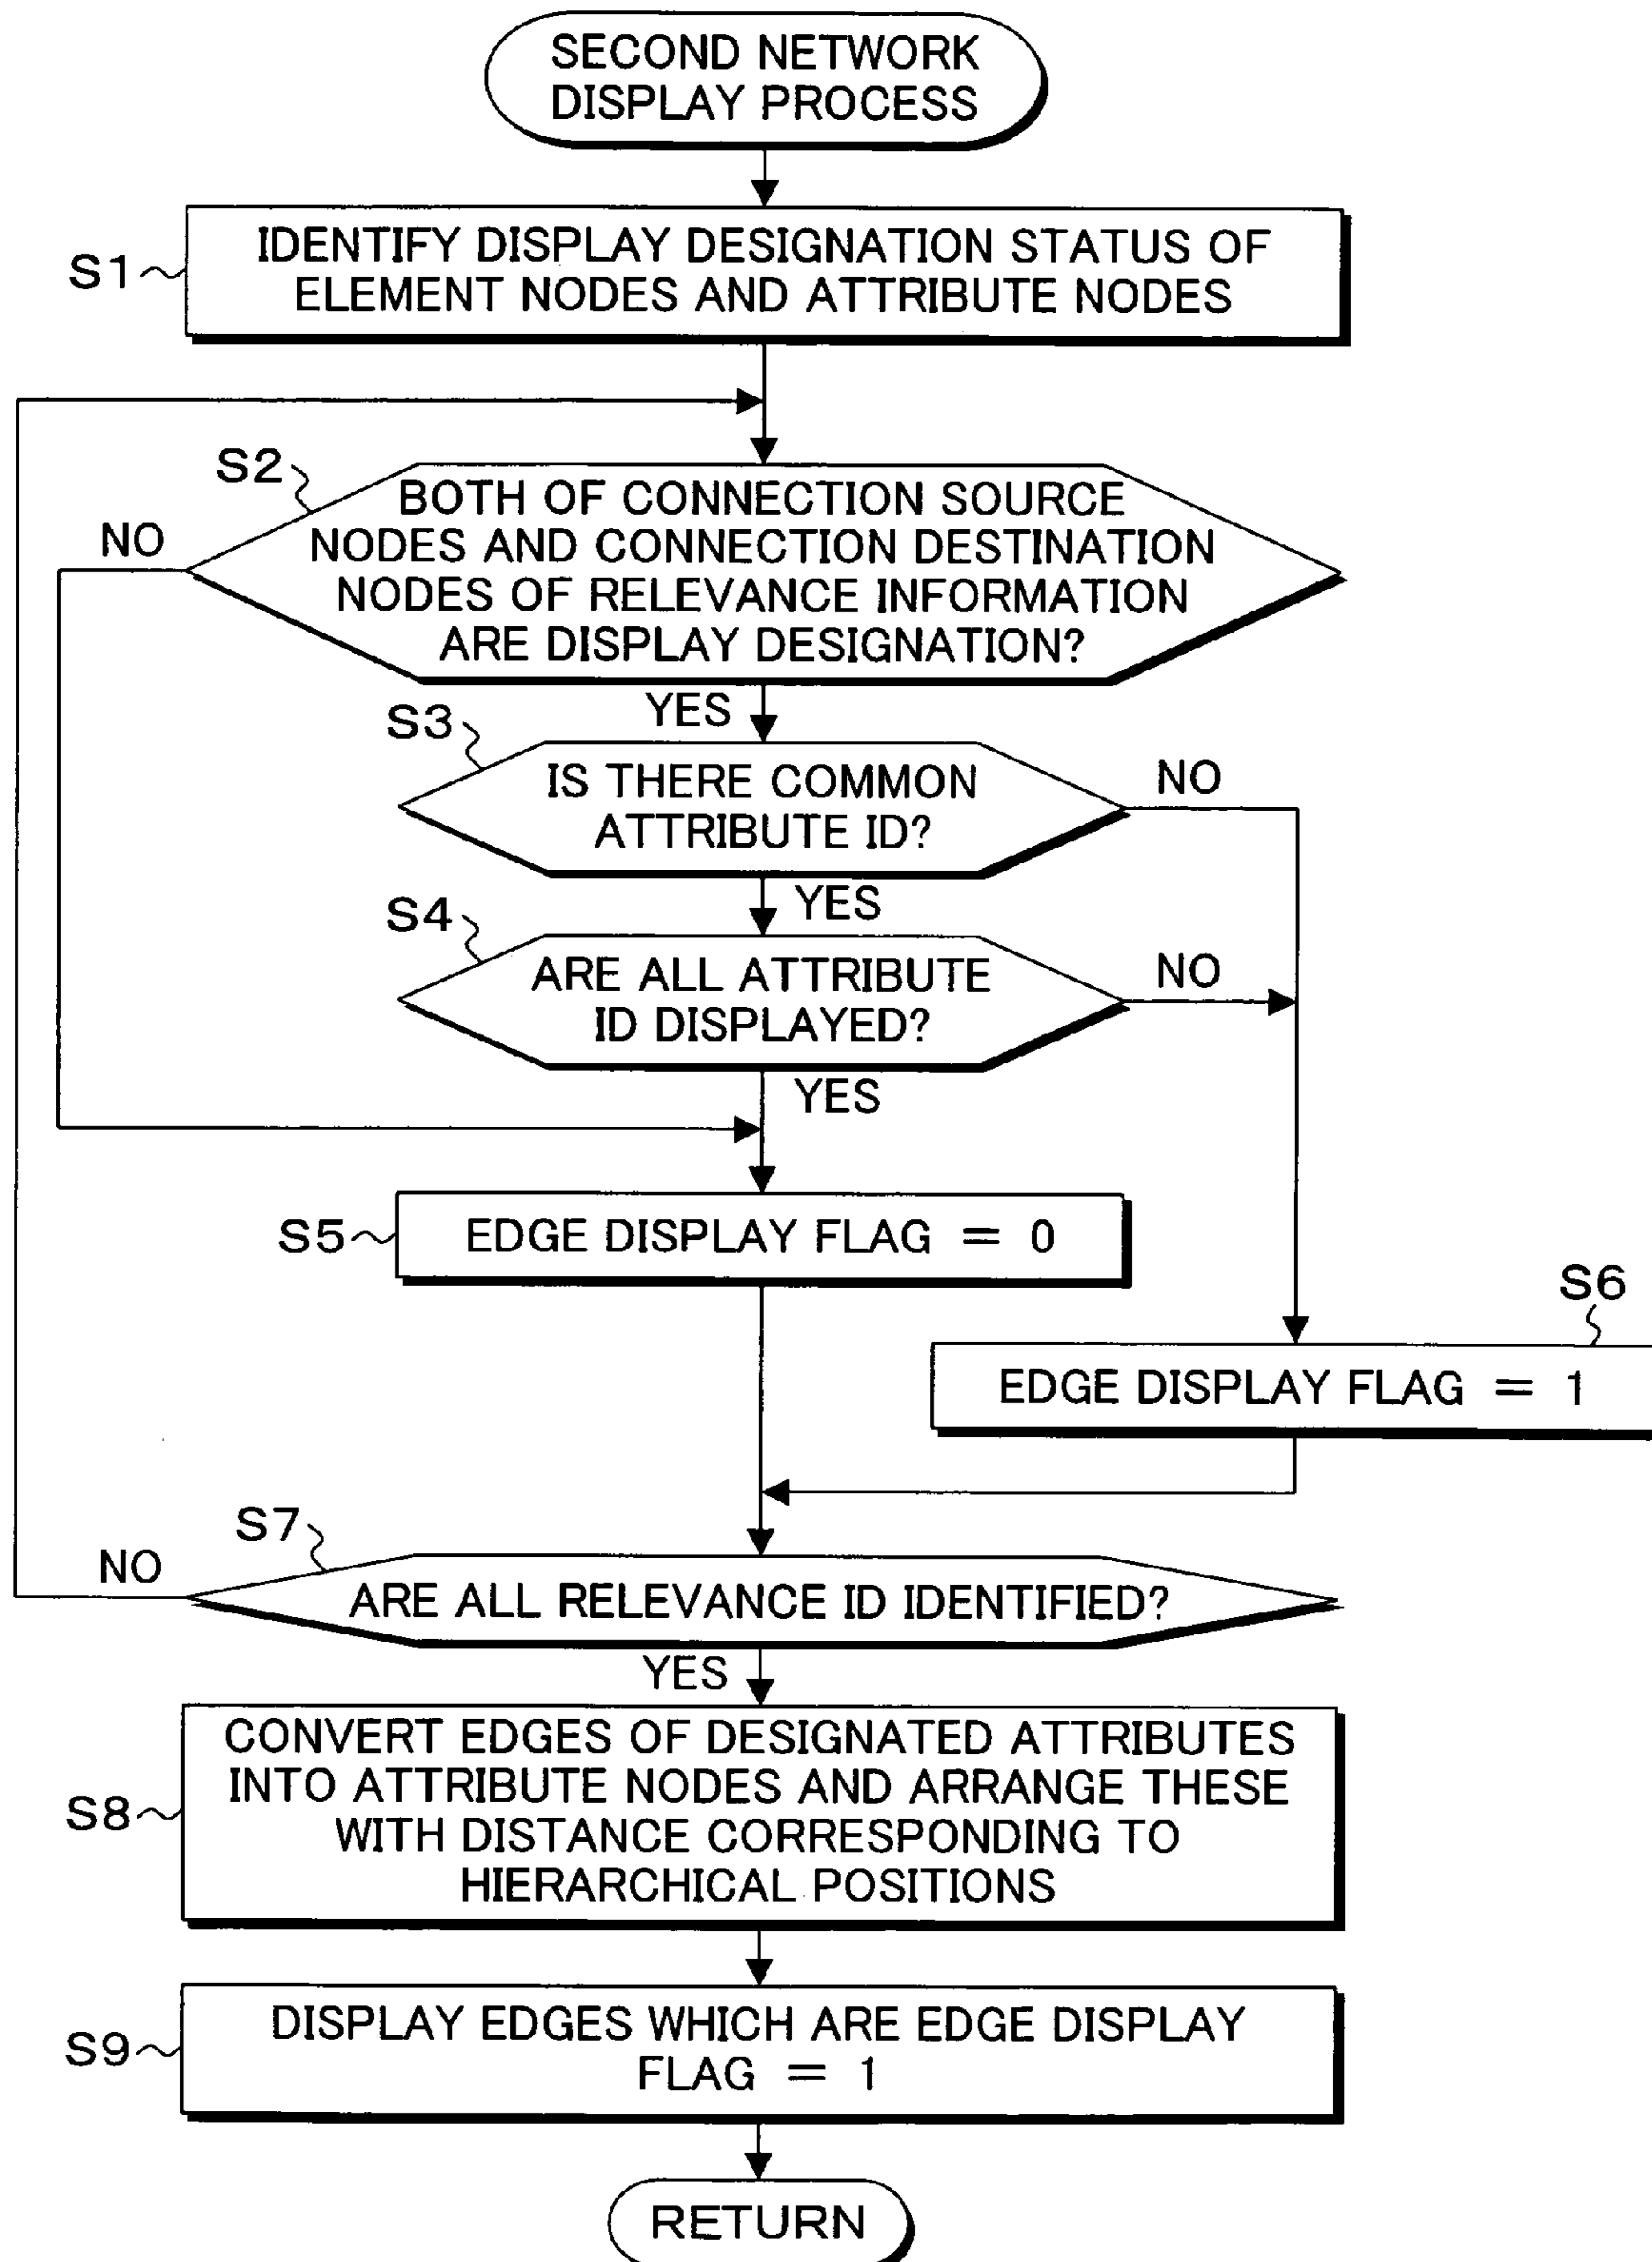 SECOND NETWORK
DISPLAY PROCESS
S1
IDENTIFY DISPLAY DESIGNATION STATUS OF
ELEMENT NODES AND ATTRIBUTE NODES
S2
NO
BOTH OF CONNECTION SOURCE
NODES AND CONNECTION DESTINATION
NODES OF RELEVANCE INFORMATION
ARE DISPLAY DESIGNATION?
YES
S3
IS THERE COMMON
ATTRIBUTE ID?
NO
YES
S4
ARE ALL ATTRIBUTE
ID DISPLAYED?
NO
YES
S5
EDGE DISPLAY FLAG = 0
S6
EDGE DISPLAY FLAG = 1
S7
NO
ARE ALL RELEVANCE ID IDENTIFIED?
YES
S8
CONVERT EDGES OF DESIGNATED ATTRIBUTES
INTO ATTRIBUTE NODES AND ARRANGE THESE
WITH DISTANCE CORRESPONDING TO
HIERARCHICAL POSITIONS
S9
DISPLAY EDGES WHICH ARE EDGE DISPLAY
FLAG = 1
RETURN